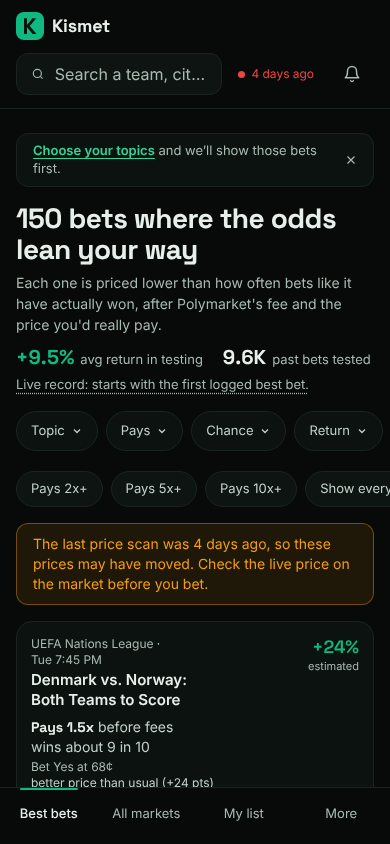 Kismet
Search a team, cit...
4 days ago
Choose your topics and we'll show those bets
first.
150 bets where the odds
lean your way
Each one is priced lower than how often bets like it
have actually won, after Polymarket's fee and the
price you'd really pay.
+9.5% avg return in testing 9.6K past bets tested
Live record: starts with the first logged best bet.
Topic Pays Chance Return
Pays 2x+ Pays 5x+ Pays 10x+ Show every
The last price scan was 4 days ago, so these
prices may have moved. Check the live price on
the market before you bet.
UEFA Nations League ·
Tue 7:45 PM
+24%
estimated
Denmark vs. Norway:
Both Teams to Score
Pays 1.5x before fees
wins about 9 in 10
Bet Yes at 68¢
better price than usual (+24 pts)
Best bets All markets My list More